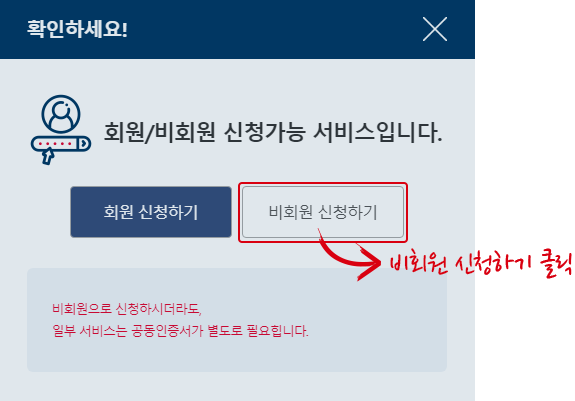 확인하세요!
회원/비회원 신청가능 서비스입니다.
회원 신청하기
비회원 신청하기
비회원 신청하기 클릭
비회원으로 신청하시더라도,
일부 서비스는 공동인증서가 별도로 필요힙니다.